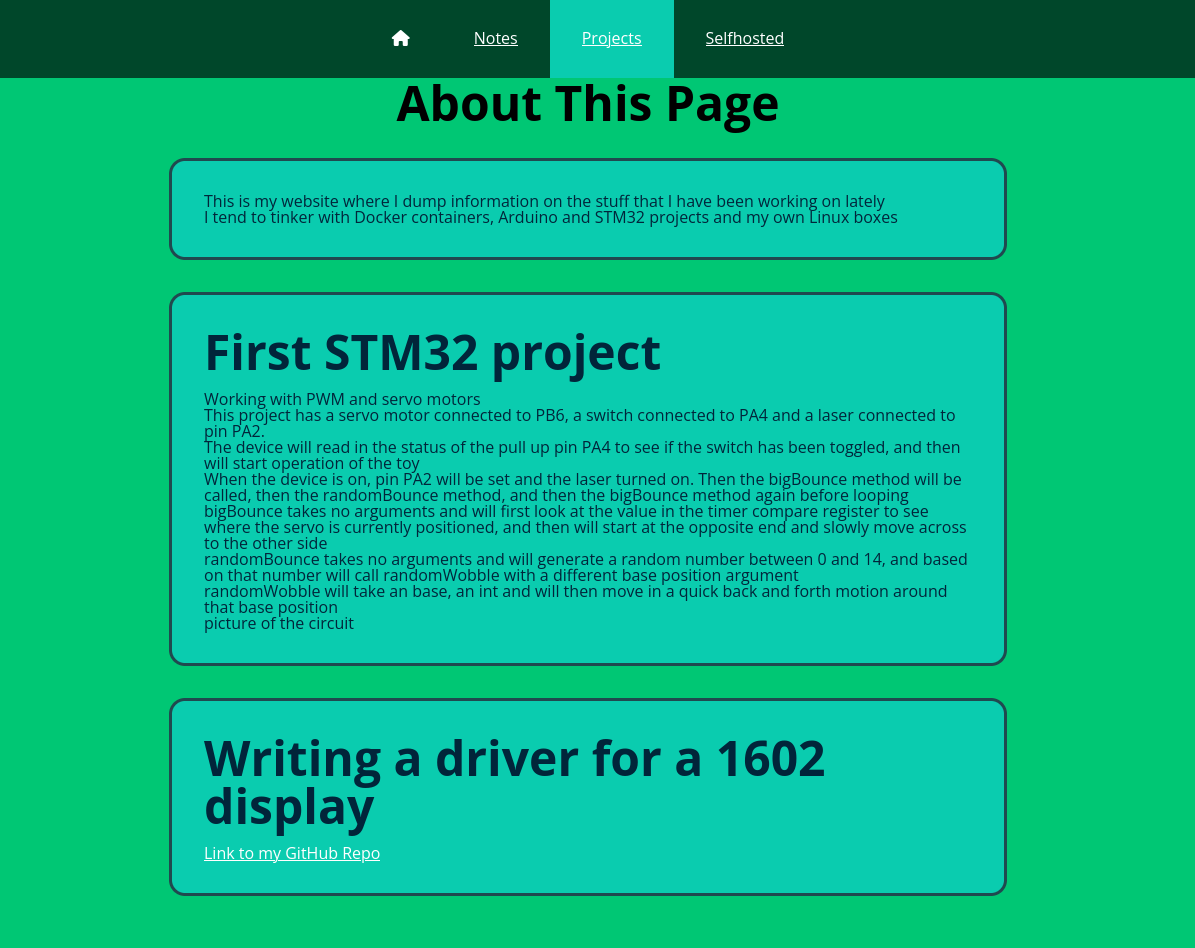 Notes Projects Selfhosted
About This Page
This is my website where I dump information on the stuff that I have been working on lately
I tend to tinker with Docker containers, Arduino and STM32 projects and my own Linux boxes
First STM32 project
Working with PWM and servo motors
This project has a servo motor connected to PB6, a switch connected to PA4 and a laser connected to
pin PA2.
The device will read in the status of the pull up pin PA4 to see if the switch has been toggled, and then
will start operation of the toy
When the device is on, pin PA2 will be set and the laser turned on. Then the bigBounce method will be
called, then the randomBounce method, and then the bigBounce method again before looping
bigBounce takes no arguments and will first look at the value in the timer compare register to see
where the servo is currently positioned, and then will start at the opposite end and slowly move across
to the other side
randomBounce takes no arguments and will generate a random number between 0 and 14, and based
on that number will call randomWobble with a different base position argument
randomWobble will take an base, an int and will then move in a quick back and forth motion around
that base position
picture of the circuit
Writing a driver for a 1602
display
Link to my GitHub Repo